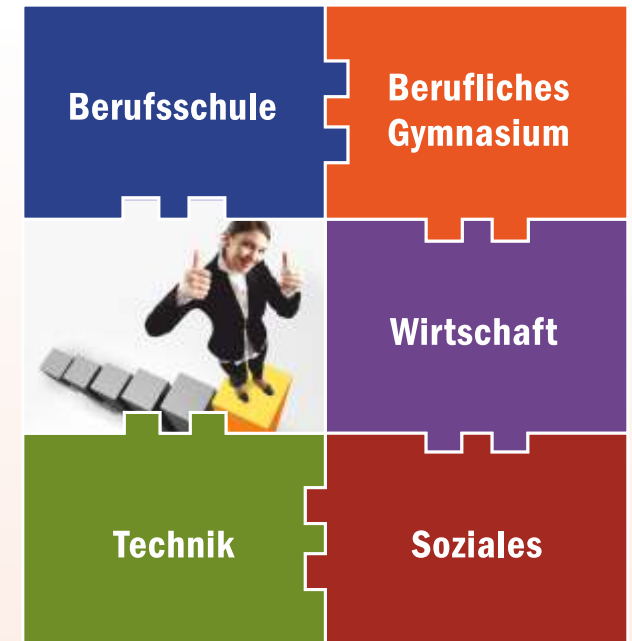 Berufsschule
Berufliches
Gymnasium
Wirtschaft
Technik
Soziales